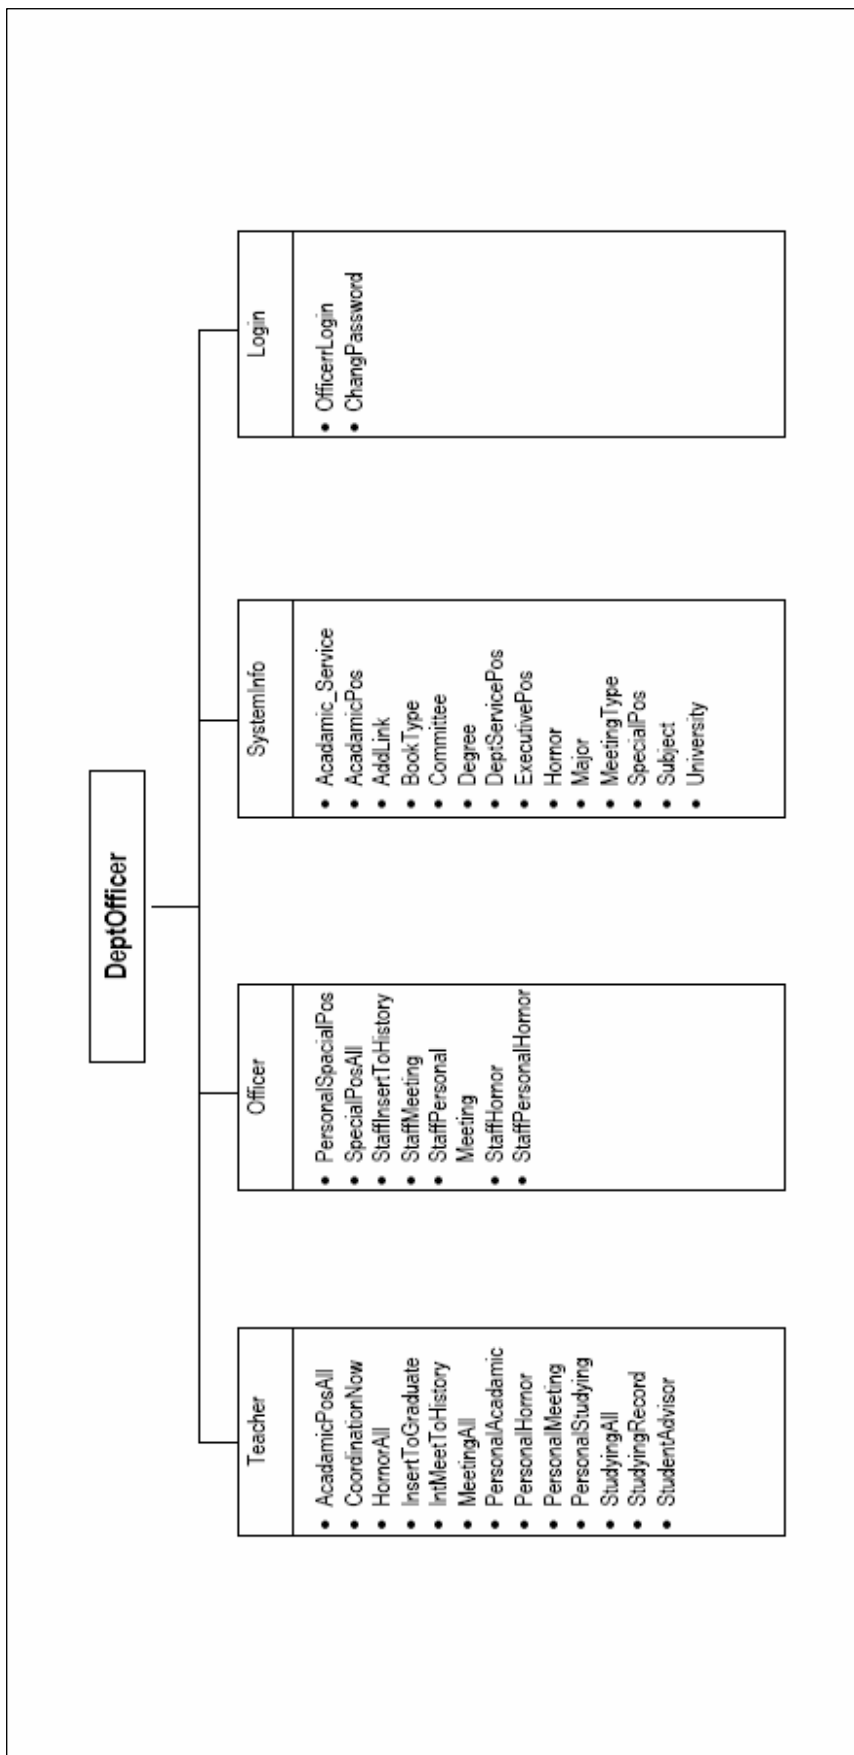 DeptOfficer
Teacher
• AcadamicPosAll
• CoordinationNow
• HornorAll
• InsertToGraduate
• IntMeetToHistory
• MeetingAll
• PersonalAcadamic
• PersonalHornor
• PersonalMeeting
• PersonalStudying
• StudyingAll
• StudyingRecord
• StudentAdvisor
Officer
• PersonalSpacialPos
• SpecialPosAll
• StaffInsertToHistory
• StaffMeeting
• StaffPersonal
Meeting
• StaffHornor
• StaffPersonalHornor
SystemInfo
• Acadamic_Service
• AcadamicPos
• AddLink
• BookType
• Committee
• Degree
• DeptServicePos
• ExecutivePos
• Hornor
• Major
• MeetingType
• SpecialPos
• Subject
• University
Login
• OfficerrLogin
• ChangPassword